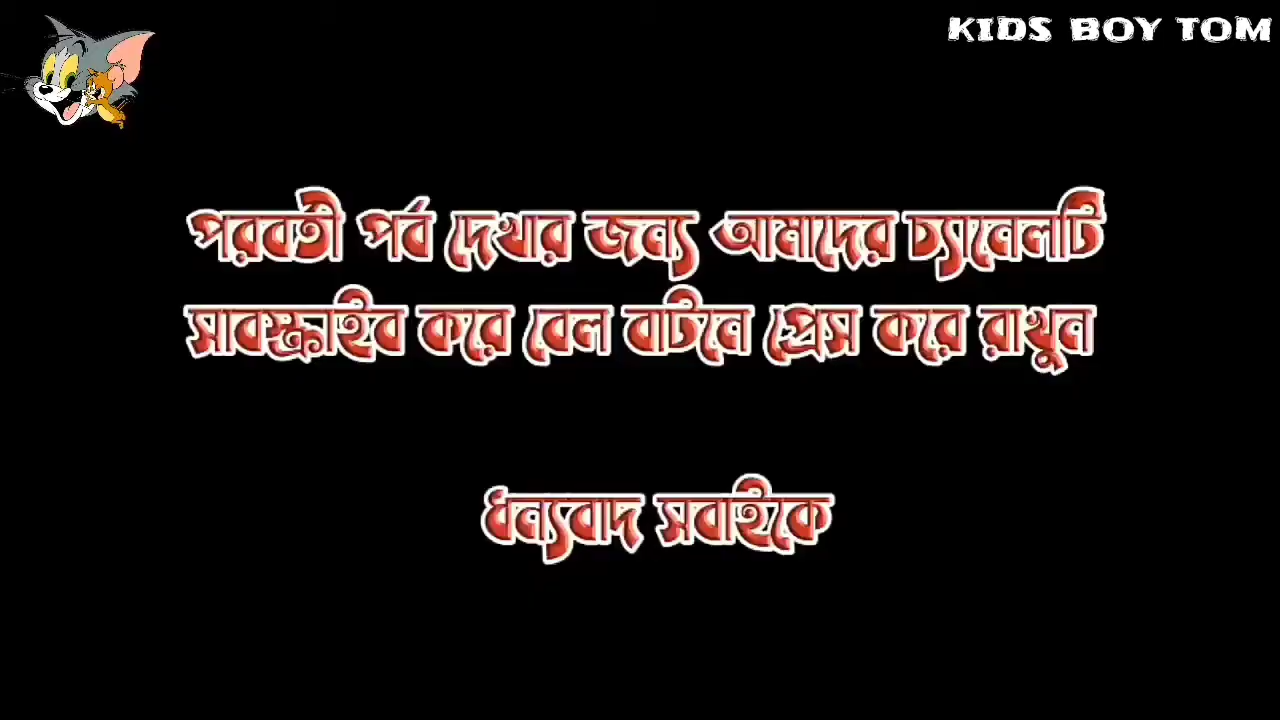 KIDS BOY TOM
পরবর্তী পর্ব দেখার জন্য আমাদের চ্যানেলটি
সাবস্ক্রাইব করে বেল বাটনে প্রেস করে রাখুন
ধন্যবাদ সবাইকে